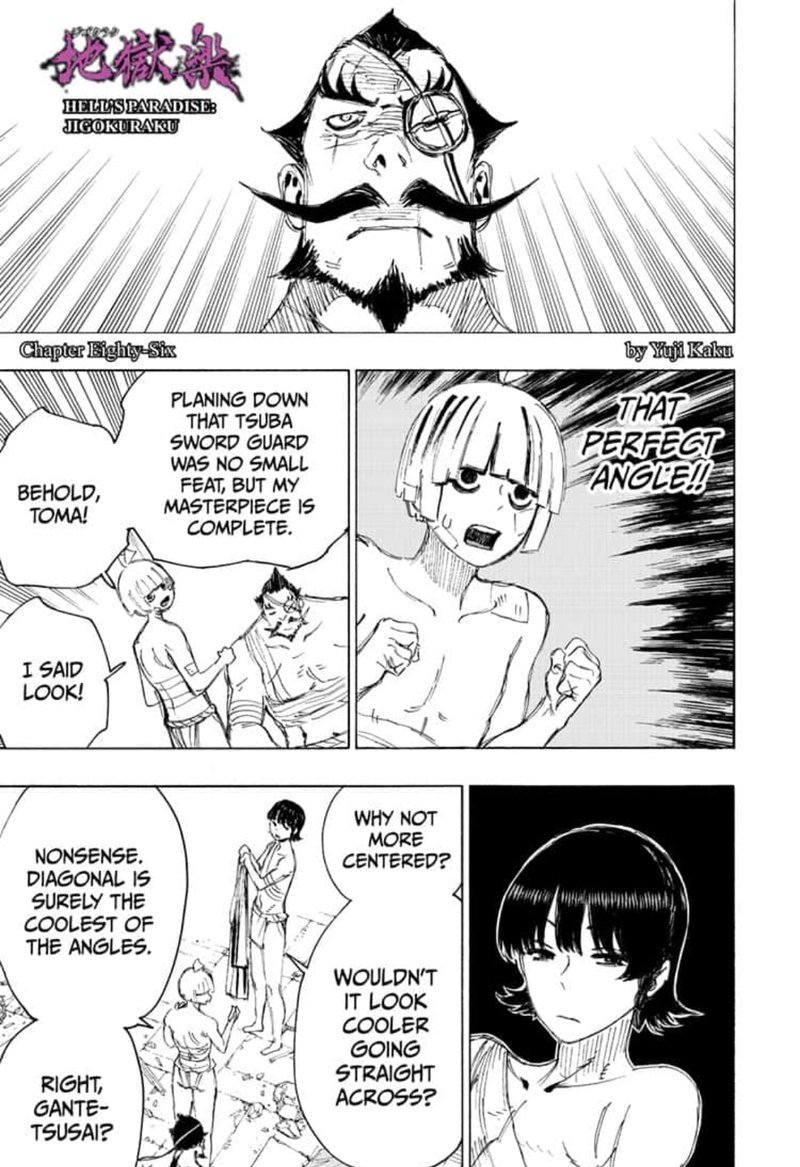 地獄楽
HELL'S PARADISE:
JIGOKURAKU
Chapter Eighty-Six
by Yuji Kaku
THAT
PERFECT
ANGLE!!
PLANING DOWN
THAT TSUBA
SWORD GUARD
WAS NO SMALL
FEAT, BUT MY
MASTERPIECE IS
COMPLETE.
BEHOLD,
TOMA!
I SAID
LOOK!
WHY NOT
MORE
CENTERED?
WOULDN'T
IT LOOK
COOLER
GOING
STRAIGHT
ACROSS?
NONSENSE.
DIAGONAL IS
SURELY THE
COOLEST OF
THE ANGLES.
RIGHT,
GANTE-
TSUSAI?